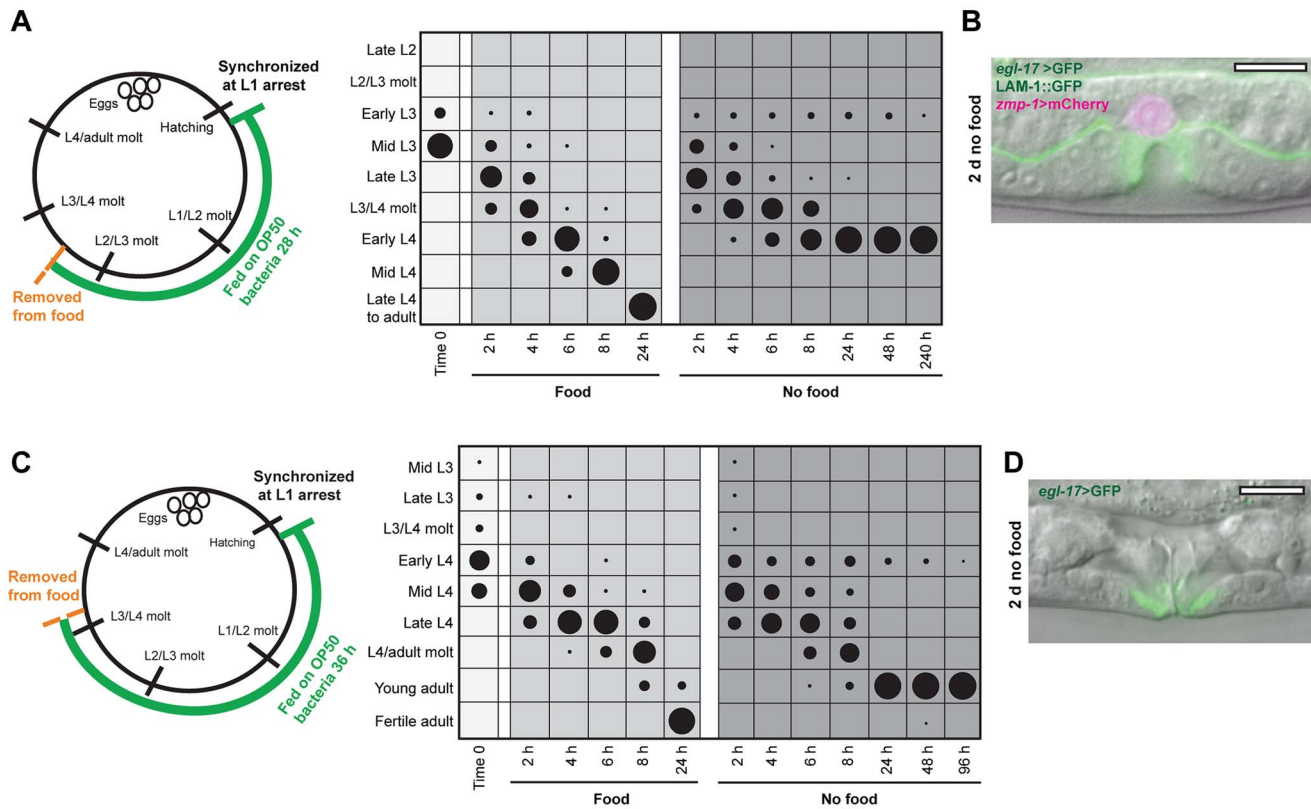 A
Synchronized
at L1 arrest
Eggs
Hatching
L4/adult molt
L3/L4 molt
L1/L2 molt
L2/L3 molt
Fed on OP50
bacteria 28 h
Removed
from food
Late L2
L2/L3 molt
Early L3
Mid L3
Late L3
L3/L4 molt
Early L4
Mid L4
Late L4
to adult
Time 0
2 h
4 h
6 h
8 h
24 h
2 h
4 h
6 h
8 h
24 h
48 h
240 h
Food
No food
B
egl-17 >GFP
LAM-1::GFP
zmp-1>mCherry
2 d no food
C
Synchronized
at L1 arrest
Eggs
Hatching
L4/adult molt
Removed
from food
L3/L4 molt
L1/L2 molt
L2/L3 molt
Fed on OP50
bacteria 36 h
Mid L3
Late L3
L3/L4 molt
Early L4
Mid L4
Late L4
L4/adult molt
Young adult
Fertile adult
Time 0
2 h
4 h
6 h
8 h
24 h
2 h
4 h
6 h
8 h
24 h
48 h
96 h
Food
No food
D
egl-17>GFP
2 d no food